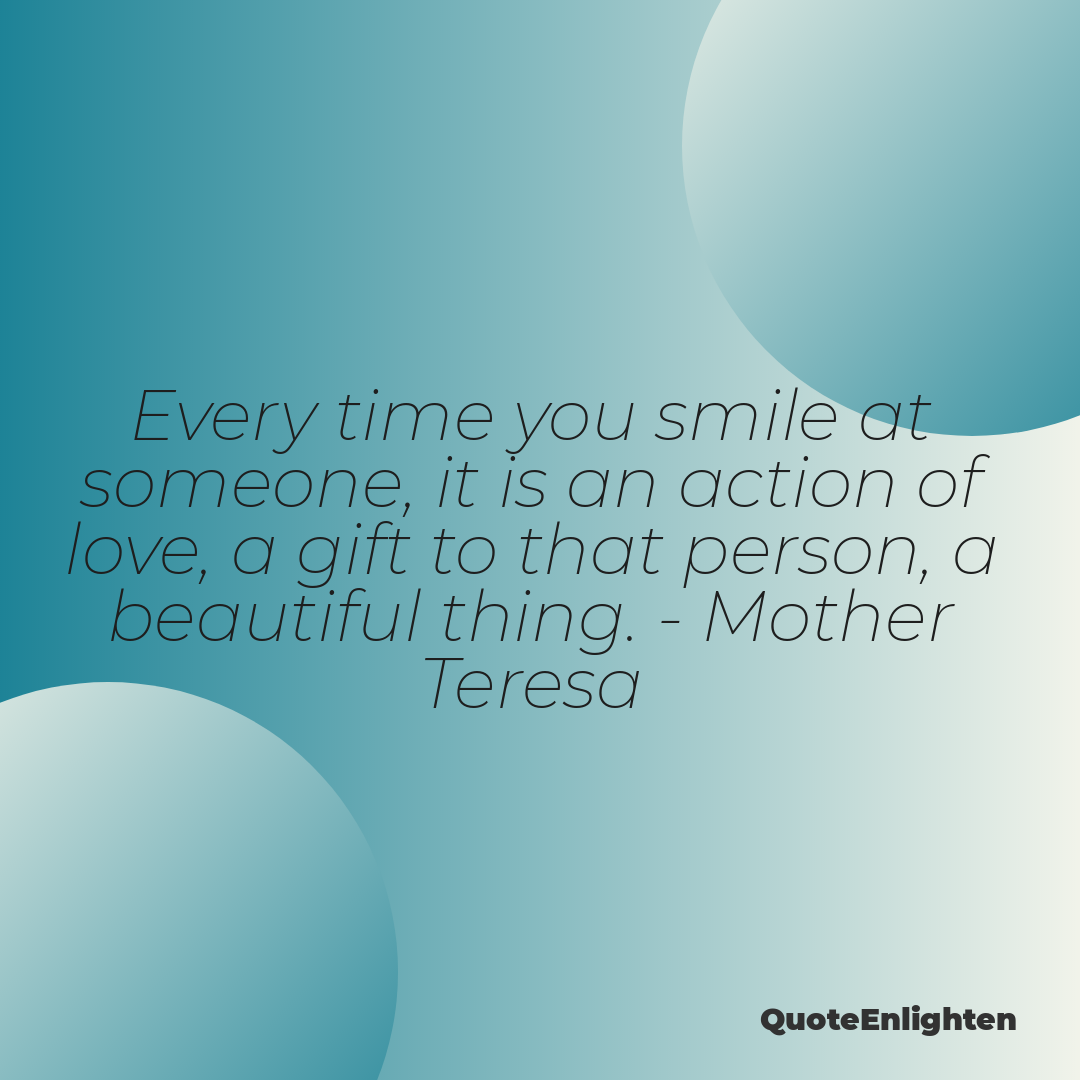 Every time you smile at
someone, it is an action of
love, a gift to that person, a
beautiful thing. - Mother
Teresa
QuoteEnlighten